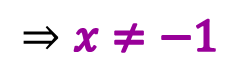 ⇒ x ≠ −1